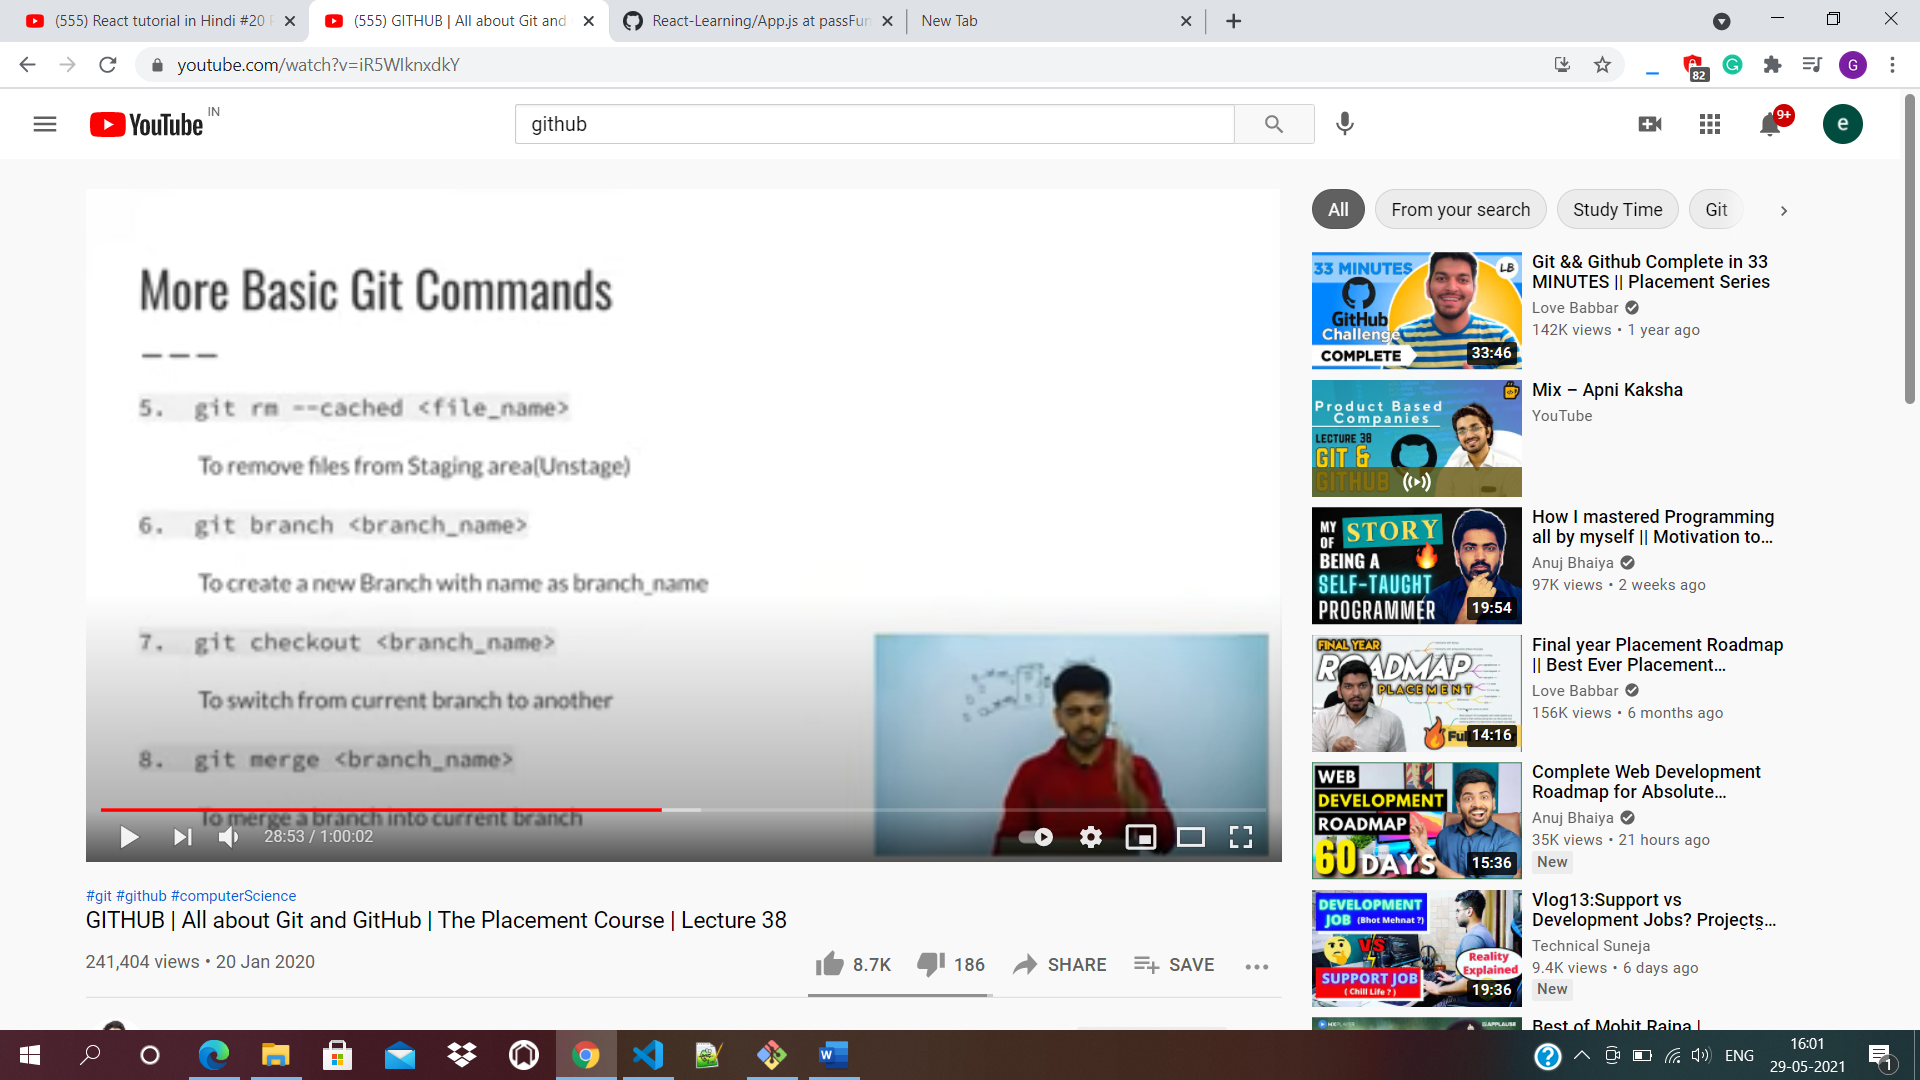 (555) React tutorial in Hindi #20
(555) GITHUB | All about Git and
React-Learning/App.js at passFun
New Tab
youtube.com/watch?v=iR5WIknxdkY
82
G
YouTube IN
github
9+
e
More Basic Git Commands
5. git rm --cached <file_name>
To remove files from Staging area(Unstage)
6. git branch <branch_name>
To create a new Branch with name as branch_name
7. git checkout <branch_name>
To switch from current branch to another
8. git merge <branch_name>
To merge a branch into current branch
28:53 / 1:00:02
#git #github #computerScience
GITHUB | All about Git and GitHub | The Placement Course | Lecture 38
241,404 views • 20 Jan 2020
8.7K
186
SHARE
SAVE
All
From your search
Study Time
Git
33 MINUTES
LB
GitHub
Challenge
COMPLETE
33:46
Git && Github Complete in 33
MINUTES || Placement Series
Love Babbar
142K views • 1 year ago
Product Based
Companies
LECTURE 38
GIT &
GITHUB
Mix – Apni Kaksha
YouTube
MY STORY
OF
BEING A
SELF-TAUGHT
PROGRAMMER
19:54
How I mastered Programming
all by myself || Motivation to...
Anuj Bhaiya
97K views • 2 weeks ago
FINAL YEAR
ROADMAP
PLACEMENT
14:16
Final year Placement Roadmap
|| Best Ever Placement...
Love Babbar
156K views • 6 months ago
WEB
DEVELOPMENT
ROADMAP
60 DAYS
15:36
Complete Web Development
Roadmap for Absolute...
Anuj Bhaiya
35K views • 21 hours ago
New
DEVELOPMENT
JOB (Bhot Mehnat ?)
VS
SUPPORT JOB
( Chill Life ? )
Reality
Explained
19:36
Vlog13:Support vs
Development Jobs? Projects...
Technical Suneja
9.4K views • 6 days ago
New
Best of Mohit Raina |
ENG
16:01
29-05-2021
1